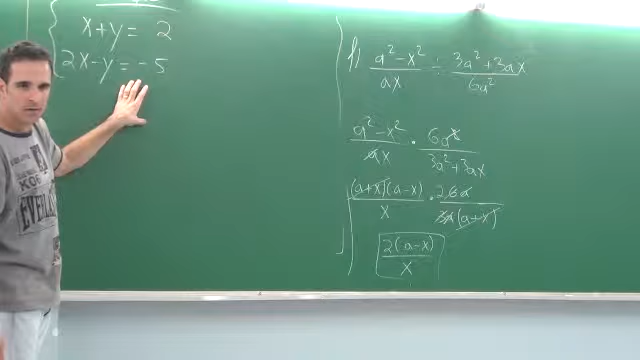 x+y = 2
2x-y = -5
f) (a²-x²)/(ax) ÷ (3a²+3ax)/(6a²)
(a²-x²)/(ax) · (6a²)/(3a²+3ax)
((a+x)(a-x))/x · (2 6a)/(3a(a+x))
(2(a-x))/x
EVERLAST